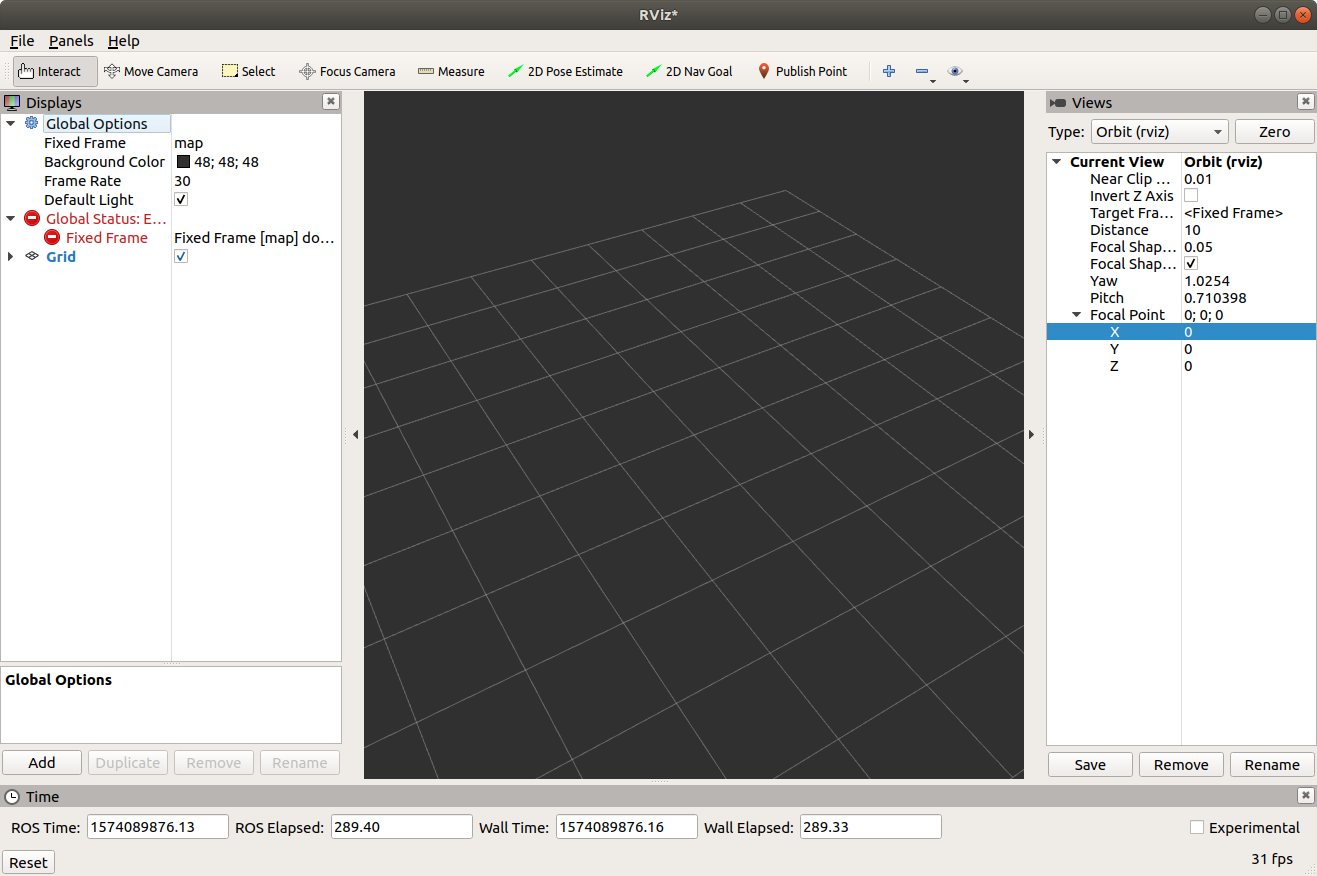 RViz*
File Panels Help
Interact Move Camera Select Focus Camera Measure 2D Pose Estimate 2D Nav Goal Publish Point
Displays
Global Options
Fixed Frame map
Background Color 48; 48; 48
Frame Rate 30
Default Light
Global Status: E...
Fixed Frame Fixed Frame [map] do...
Grid
Global Options
Add Duplicate Remove Rename
Views
Type: Orbit (rviz) Zero
Current View Orbit (rviz)
Near Clip ... 0.01
Invert Z Axis
Target Fra... <Fixed Frame>
Distance 10
Focal Shap... 0.05
Focal Shap...
Yaw 1.0254
Pitch 0.710398
Focal Point 0; 0; 0
X 0
Y 0
Z 0
Save Remove Rename
Time
ROS Time: 1574089876.13 ROS Elapsed: 289.40 Wall Time: 1574089876.16 Wall Elapsed: 289.33 Experimental
Reset 31 fps